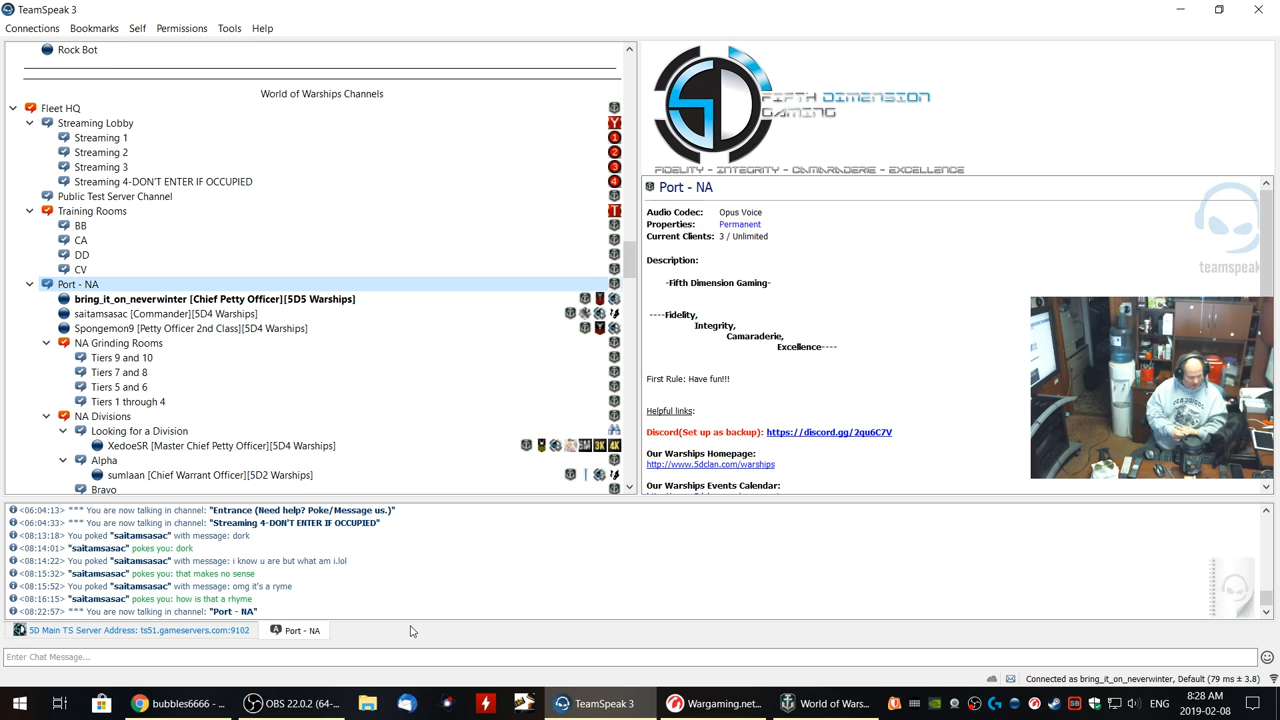 TeamSpeak 3
Connections Bookmarks Self Permissions Tools Help
Rock Bot
World of Warships Channels
Fleet HQ
Streaming Lobby
Streaming 1
Streaming 2
Streaming 3
Streaming 4-DON'T ENTER IF OCCUPIED
Public Test Server Channel
Training Rooms
BB
CA
DD
CV
Port - NA
bring_it_on_neverwinter [Chief Petty Officer][5D5 Warships]
saitamsasac [Commander][5D4 Warships]
Spongemon9 [Petty Officer 2nd Class][5D4 Warships]
NA Grinding Rooms
Tiers 9 and 10
Tiers 7 and 8
Tiers 5 and 6
Tiers 1 through 4
NA Divisions
Looking for a Division
XedoeSR [Master Chief Petty Officer][5D4 Warships]
Alpha
sumlaan [Chief Warrant Officer][5D2 Warships]
Bravo
FIFTH DIMENSION
GAMING
FIDELITY - INTEGRITY - CAMARADERIE - EXCELLENCE
Port - NA
Audio Codec: Opus Voice
Properties: Permanent
Current Clients: 3 / Unlimited
Description:
-Fifth Dimension Gaming-
----Fidelity,
Integrity,
Camaraderie,
Excellence----
First Rule: Have fun!!!
Helpful links:
Discord(Set up as backup): https://discord.gg/2qu6C7V
Our Warships Homepage:
http://www.5dclan.com/warships
Our Warships Events Calendar:
teamspeak
<06:04:13> *** You are now talking in channel: "Entrance (Need help? Poke/Message us.)"
<06:04:33> *** You are now talking in channel: "Streaming 4-DON'T ENTER IF OCCUPIED"
<08:13:18> You poked "saitamsasac" with message: dork
<08:14:01> "saitamsasac" pokes you: dork
<08:14:22> You poked "saitamsasac" with message: i know u are but what am i.lol
<08:15:32> "saitamsasac" pokes you: that makes no sense
<08:15:52> You poked "saitamsasac" with message: omg it's a ryme
<08:16:15> "saitamsasac" pokes you: how is that a rhyme
<08:22:57> *** You are now talking in channel: "Port - NA"
5D Main TS Server Address: ts51.gameservers.com:9102
Port - NA
Enter Chat Message...
Connected as bring_it_on_neverwinter, Default (79 ms ± 3.8)
bubbles6666 - ...
OBS 22.0.2 (64-...
TeamSpeak 3
Wargaming.net...
World of Wars...
ENG
8:28 AM
2019-02-08